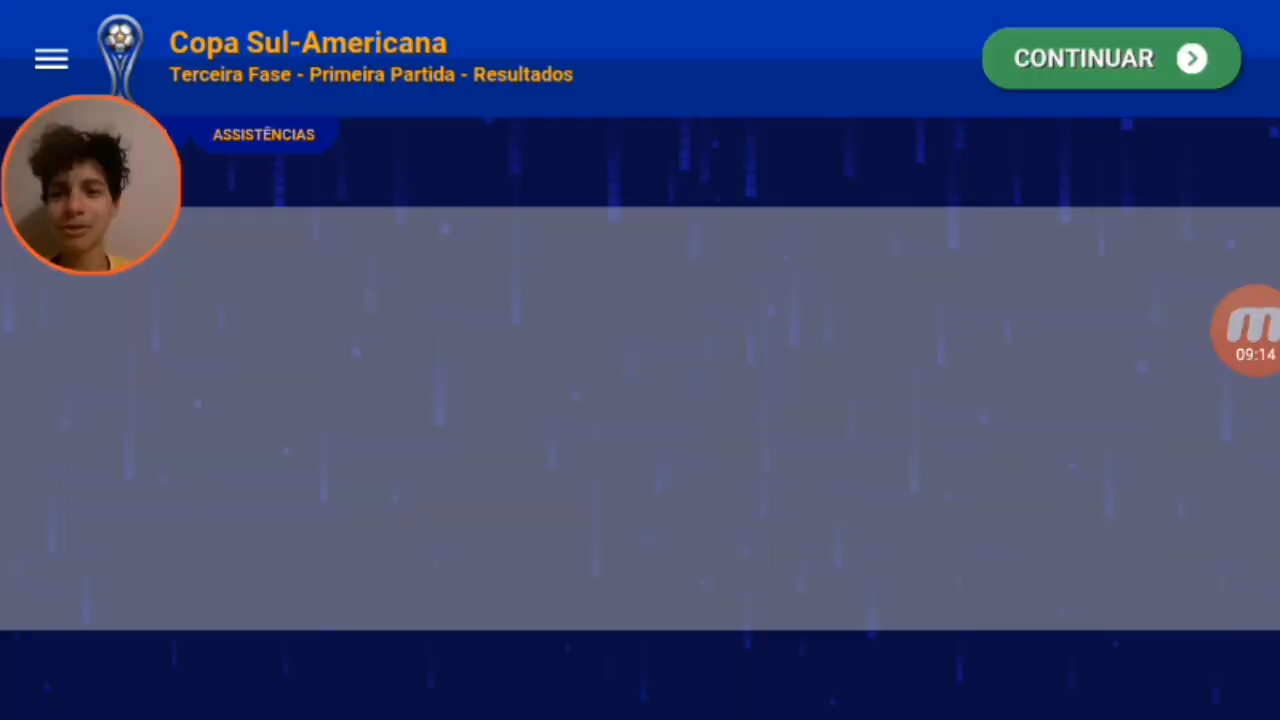 Copa Sul-Americana
Terceira Fase - Primeira Partida - Resultados
CONTINUAR
ASSISTÊNCIAS
09:14